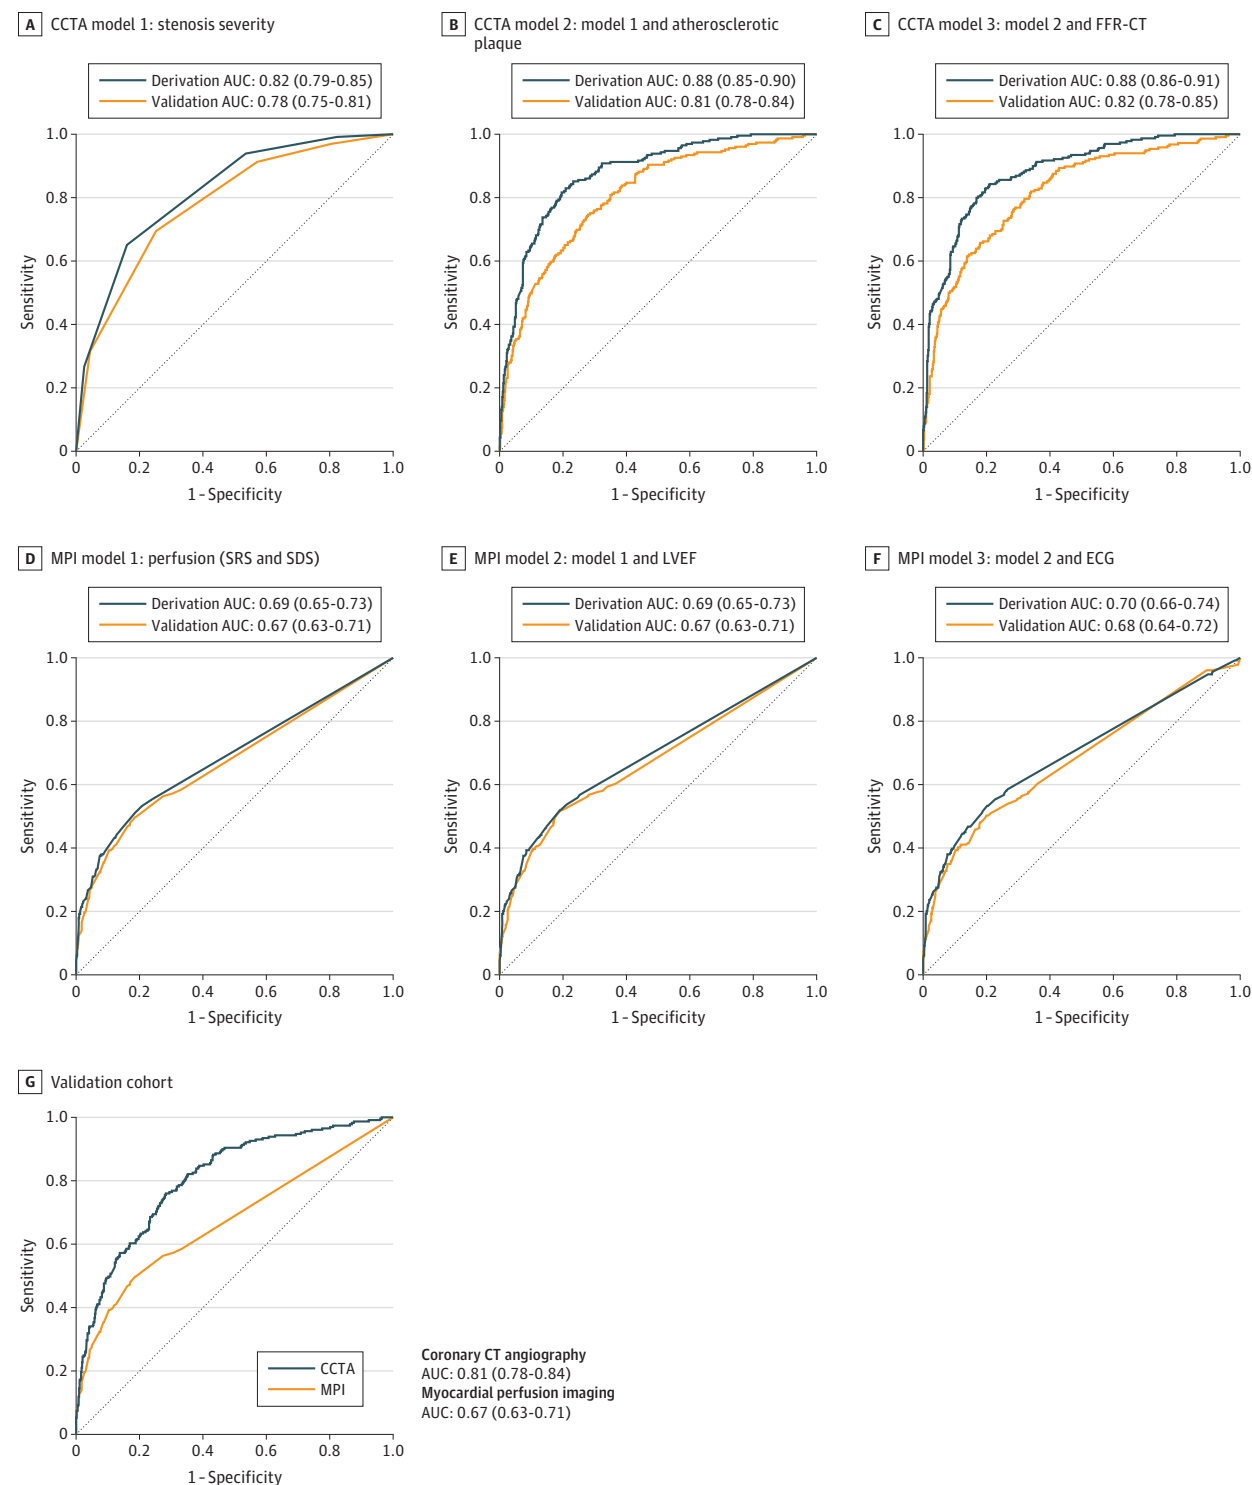 A CCTA model 1: stenosis severity
Derivation AUC: 0.82 (0.79-0.85)
Validation AUC: 0.78 (0.75-0.81)
1.0
0.8
0.6
0.4
0.2
0
Sensitivity
0 0.2 0.4 0.6 0.8 1.0
1 - Specificity
B CCTA model 2: model 1 and atherosclerotic
plaque
Derivation AUC: 0.88 (0.85-0.90)
Validation AUC: 0.81 (0.78-0.84)
1.0
0.8
0.6
0.4
0.2
0
Sensitivity
0 0.2 0.4 0.6 0.8 1.0
1 - Specificity
C CCTA model 3: model 2 and FFR-CT
Derivation AUC: 0.88 (0.86-0.91)
Validation AUC: 0.82 (0.78-0.85)
1.0
0.8
0.6
0.4
0.2
0
Sensitivity
0 0.2 0.4 0.6 0.8 1.0
1 - Specificity
D MPI model 1: perfusion (SRS and SDS)
Derivation AUC: 0.69 (0.65-0.73)
Validation AUC: 0.67 (0.63-0.71)
1.0
0.8
0.6
0.4
0.2
0
Sensitivity
0 0.2 0.4 0.6 0.8 1.0
1 - Specificity
E MPI model 2: model 1 and LVEF
Derivation AUC: 0.69 (0.65-0.73)
Validation AUC: 0.67 (0.63-0.71)
1.0
0.8
0.6
0.4
0.2
0
Sensitivity
0 0.2 0.4 0.6 0.8 1.0
1 - Specificity
F MPI model 3: model 2 and ECG
Derivation AUC: 0.70 (0.66-0.74)
Validation AUC: 0.68 (0.64-0.72)
1.0
0.8
0.6
0.4
0.2
0
Sensitivity
0 0.2 0.4 0.6 0.8 1.0
1 - Specificity
G Validation cohort
1.0
0.8
0.6
0.4
0.2
0
Sensitivity
0 0.2 0.4 0.6 0.8 1.0
1 - Specificity
CCTA
MPI
Coronary CT angiography
AUC: 0.81 (0.78-0.84)
Myocardial perfusion imaging
AUC: 0.67 (0.63-0.71)